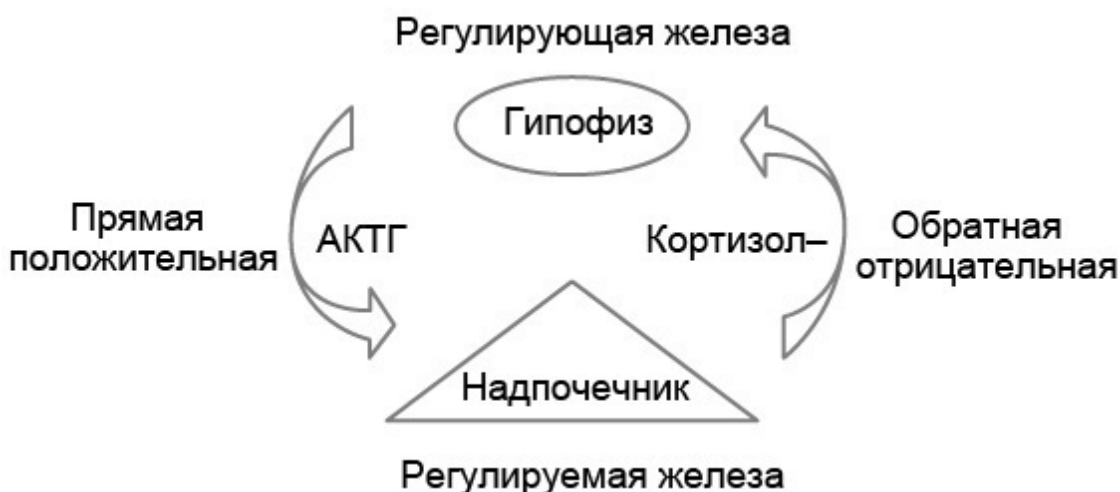 Регулирующая железа
Гипофиз
Прямая
положительная
АКТГ
Кортизол–
Обратная
отрицательная
Надпочечник
Регулируемая железа